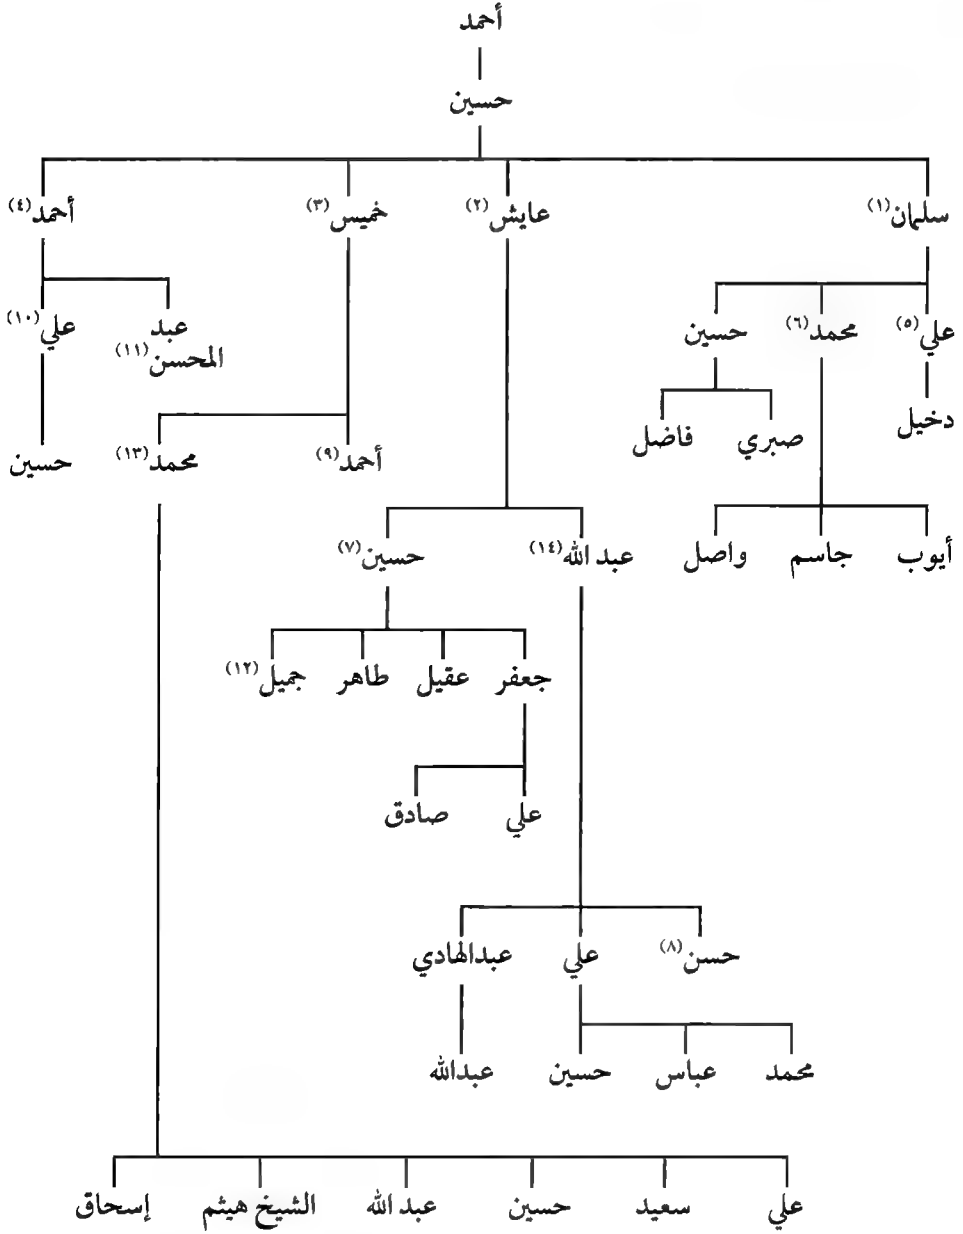 أحمد
حسين
سلمان(١) عايش(٢) خميس(٣) أحمد(٤)
علي(٥) محمد(٦) حسين عبد المحسن(١١) علي(١٠)
دخيل صبري فاضل
أحمد(٩) محمد(١٣) حسين
أيوب جاسم واصل عبد الله(١٤) حسين(٧)
جعفر عقيل طاهر جميل(١٢)
علي صادق
حسن(٨) علي عبدالهادي
محمد عباس حسين عبدالله
علي سعيد حسين عبد الله الشيخ هيثم إسحاق